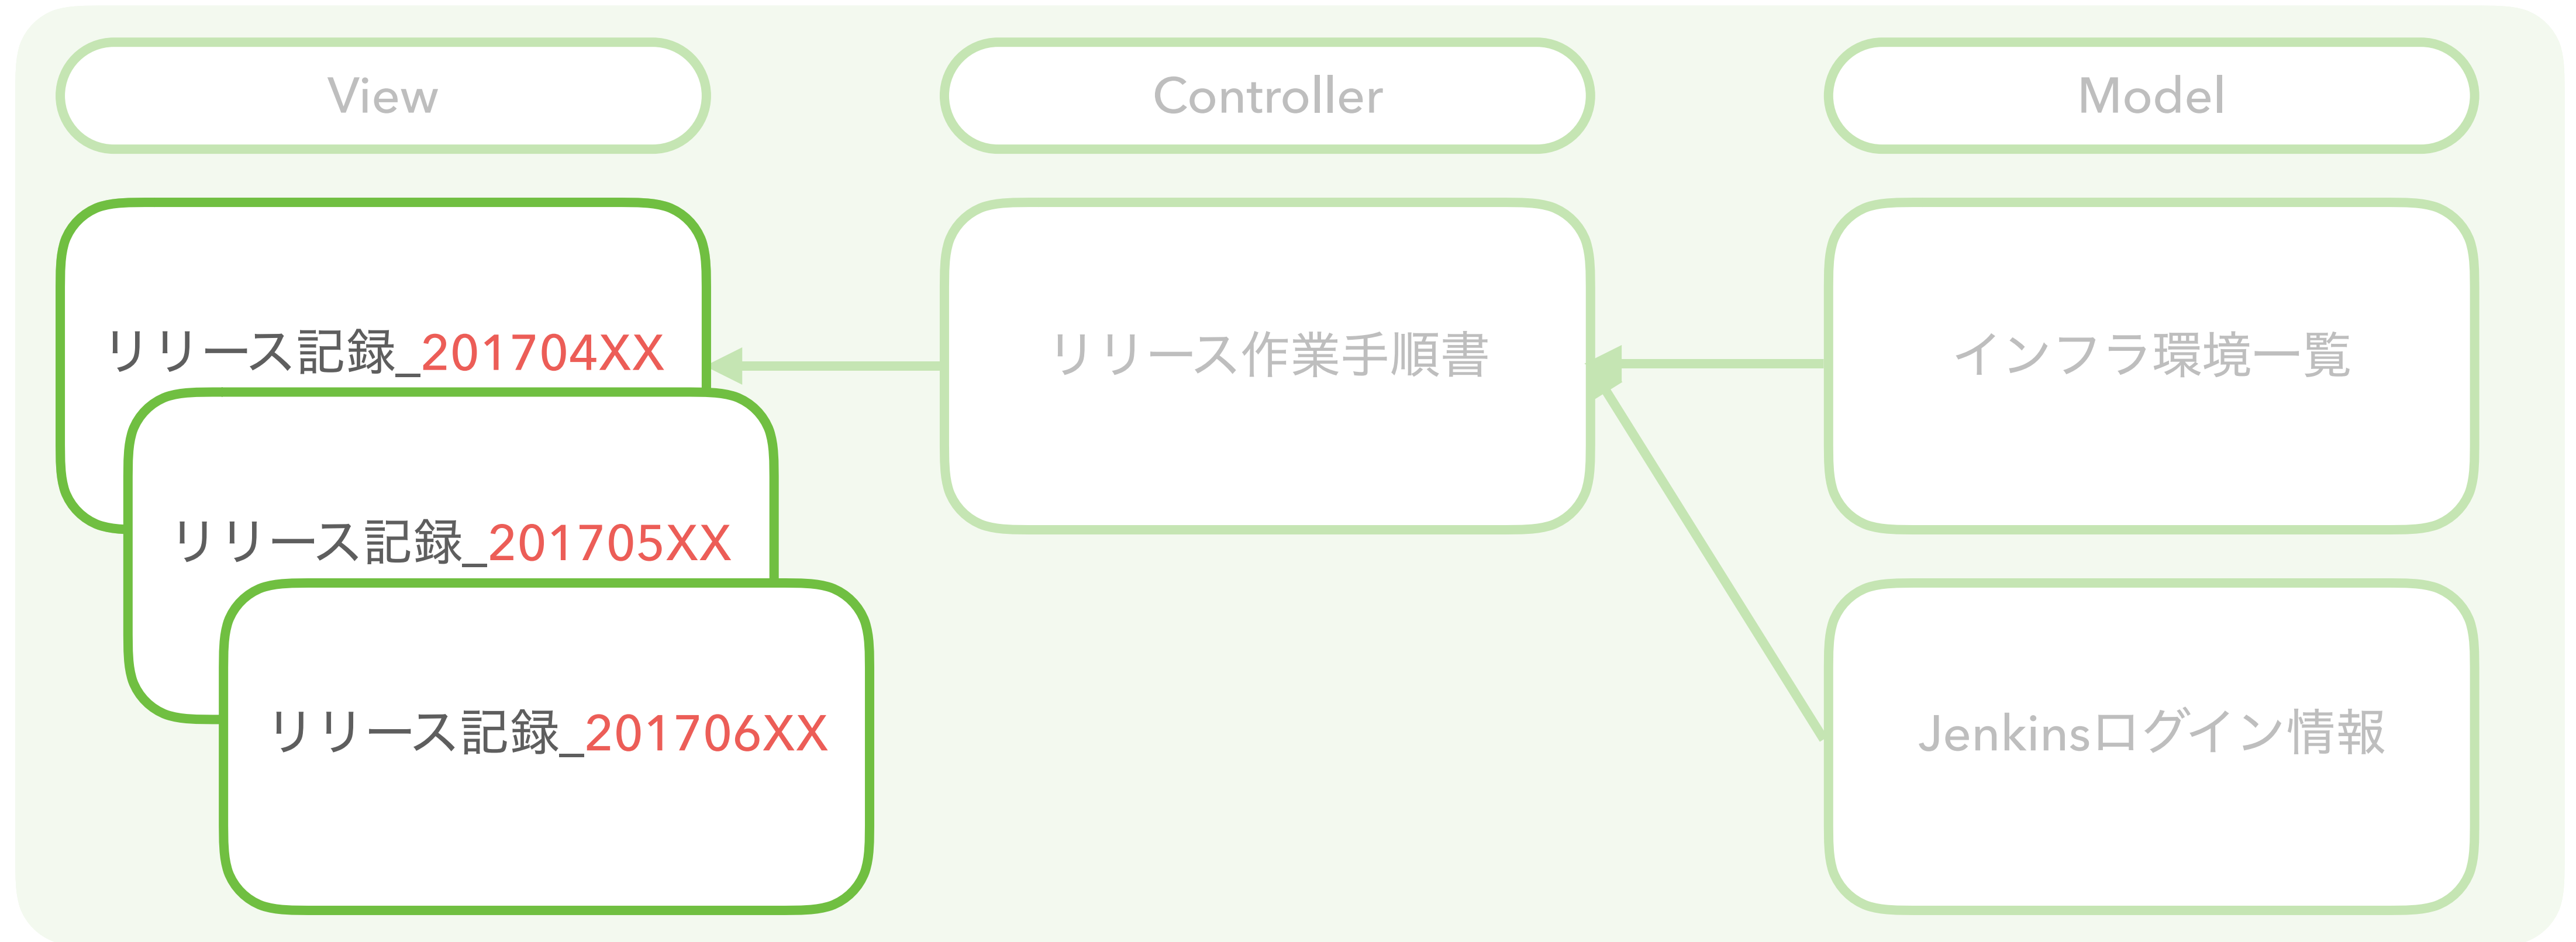 View
Controller
Model
リリース記録_201704XX
リリース作業手順書
インフラ環境一覧
リリース記録_201705XX
リリース記録_201706XX
Jenkinsログイン情報